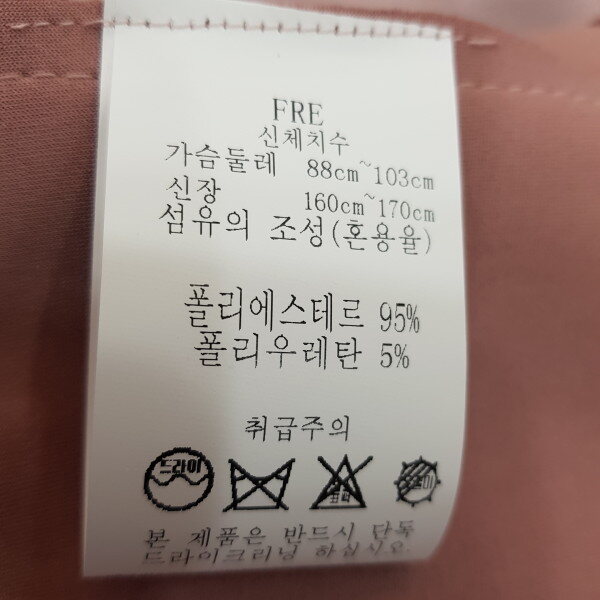 FRE
신체치수
가슴둘레 88cm~103cm
신장 160cm~170cm
섬유의 조성(혼용율)
폴리에스테르 95%
폴리우레탄 5%
취급주의
드라이
표백
본 제품은 반드시 단독
드라이크리닝 하십시오.